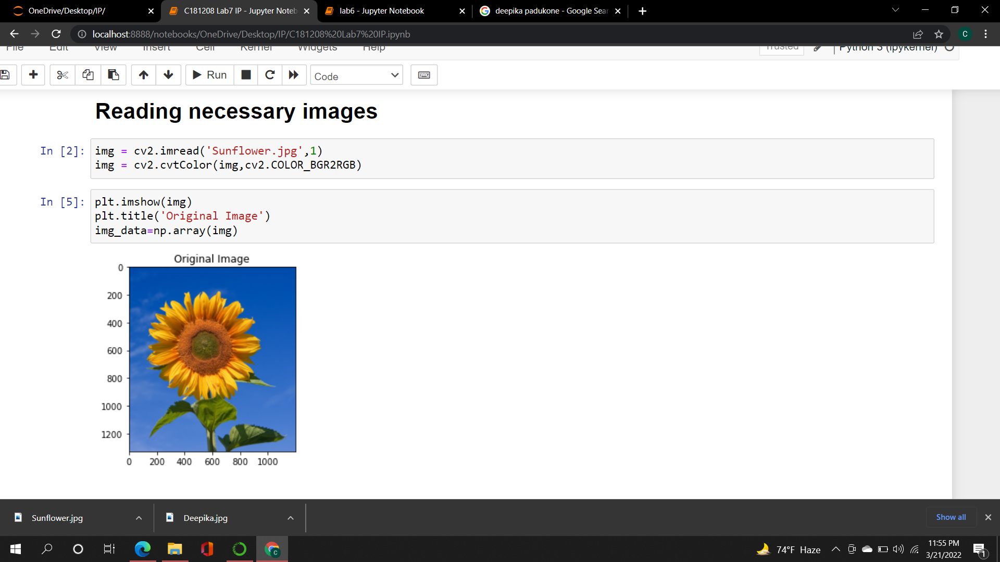 OneDrive/Desktop/IP/
C181208 Lab7 IP - Jupyter Noteb
lab6 - Jupyter Notebook
deepika padukone - Google Sear
localhost:8888/notebooks/OneDrive/Desktop/IP/C181208%20Lab7%20IP.ipynb
C
File Edit View Insert Cell Kernel Widgets Help
Trusted
Python 3 (ipykernel)
Run
Code
Reading necessary images
In [2]:
img = cv2.imread('Sunflower.jpg',1)
img = cv2.cvtColor(img,cv2.COLOR_BGR2RGB)
In [5]:
plt.imshow(img)
plt.title('Original Image')
img_data=np.array(img)
Original Image
0
200
400
600
800
1000
1200
0 200 400 600 800 1000
Sunflower.jpg
Deepika.jpg
Show all
C
74°F Haze
11:55 PM
3/21/2022
1